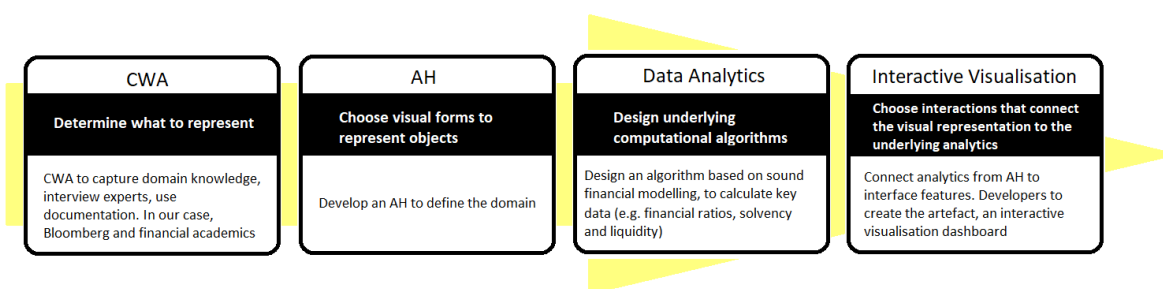 CWA
Determine what to represent
CWA to capture domain knowledge,
interview experts, use
documentation. In our case,
Bloomberg and financial academics
AH
Choose visual forms to
represent objects
Develop an AH to define the domain
Data Analytics
Design underlying
computational algorithms
Design an algorithm based on sound
financial modelling, to calculate key
data (e.g. financial ratios, solvency
and liquidity)
Interactive Visualisation
Choose interactions that connect
the visual representation to the
underlying analytics
Connect analytics from AH to
interface features. Developers to
create the artefact, an interactive
visualisation dashboard